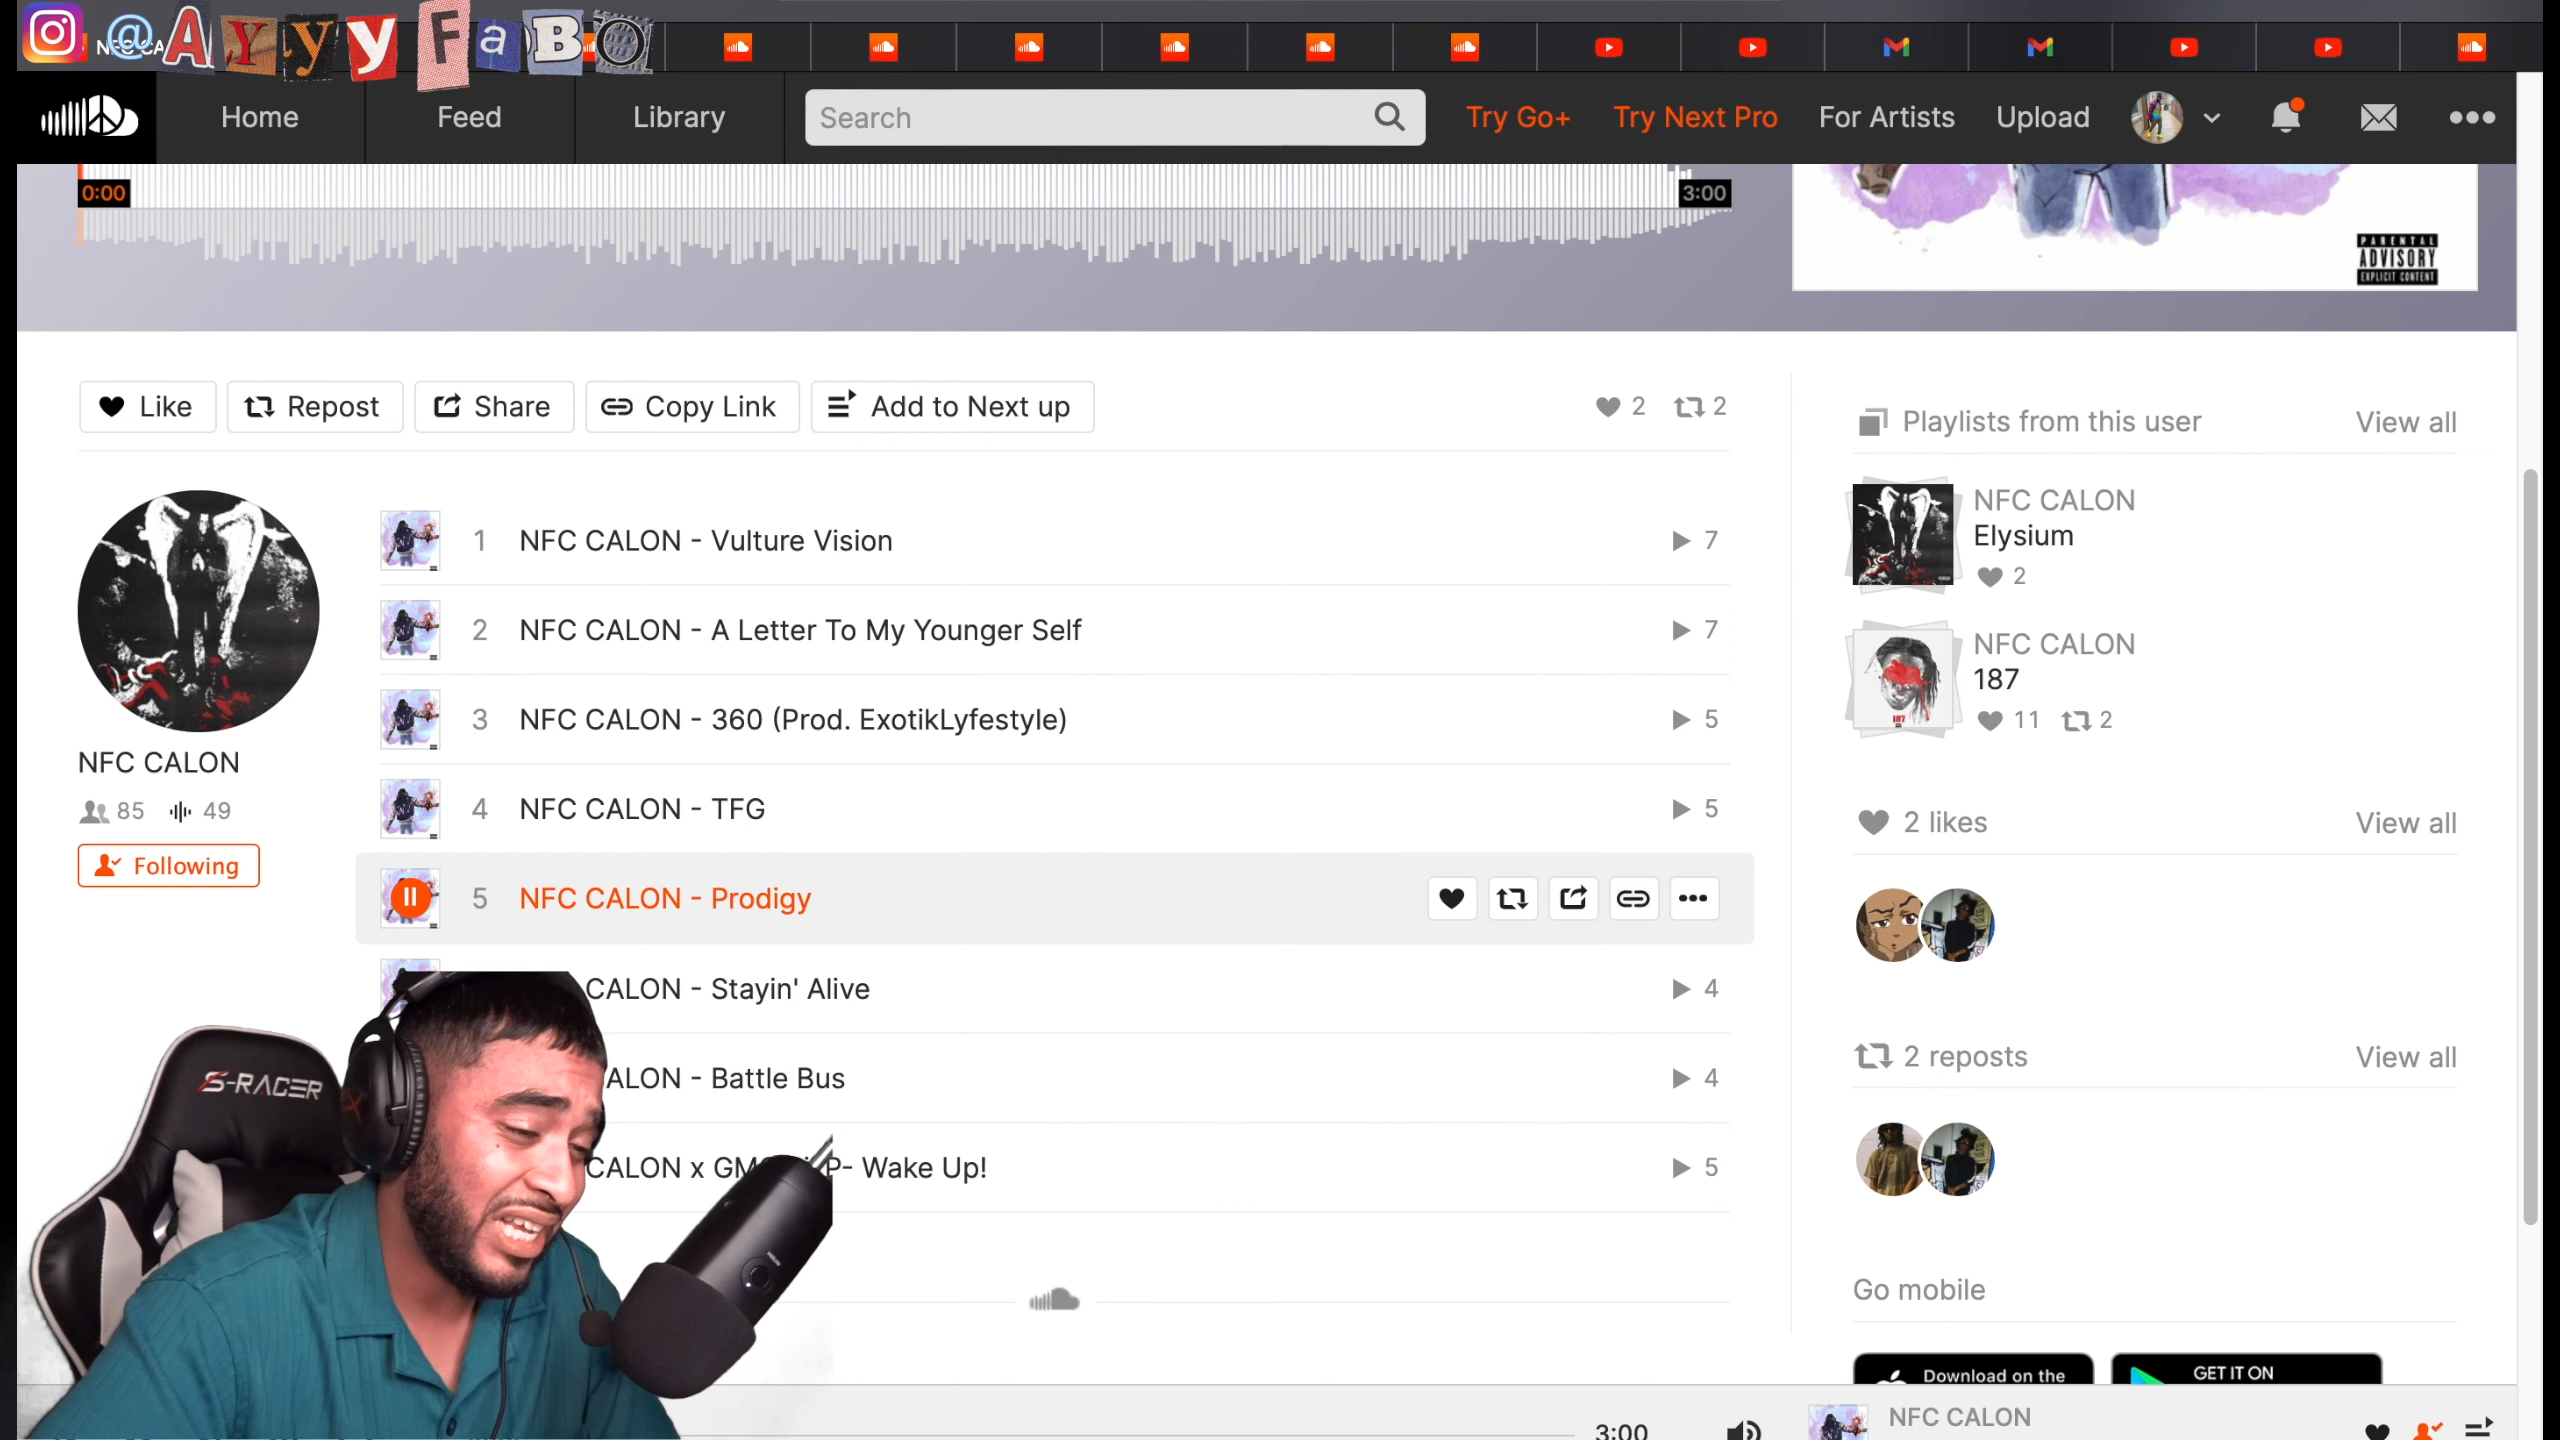 @AYyyFaBO
Home
Feed
Library
Search
Try Go+
Try Next Pro
For Artists
Upload
0:00
3:00
PARENTAL
ADVISORY
EXPLICIT CONTENT
Like
Repost
Share
Copy Link
Add to Next up
2
2
NFC CALON
85
49
Following
1 NFC CALON - Vulture Vision 7
2 NFC CALON - A Letter To My Younger Self 7
3 NFC CALON - 360 (Prod. ExotikLyfestyle) 5
4 NFC CALON - TFG 5
5 NFC CALON - Prodigy
CALON - Stayin' Alive 4
ALON - Battle Bus 4
CALON x P- Wake Up! 5
S-RACER
Playlists from this user
View all
NFC CALON
Elysium
2
NFC CALON
187
11 2
187
2 likes
View all
2 reposts
View all
Go mobile
Download on the
GET IT ON
3:00
NFC CALON